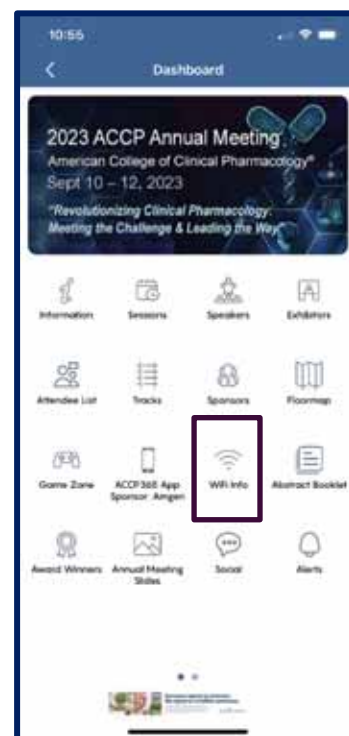 10:55
Dashboard
2023 ACCP Annual Meeting
American College of Clinical Pharmacology®
Sept 10 – 12, 2023
"Revolutionizing Clinical Pharmacology:
Meeting the Challenge & Leading the Way"
Information Sessions Speakers Exhibitors
Attendee List Tracks Sponsors Floormap
Game Zone ACCP365 App WiFi Info Abstract Booklet
Sponsor: Amgen
Award Winners Annual Meeting Social Alerts
Slides